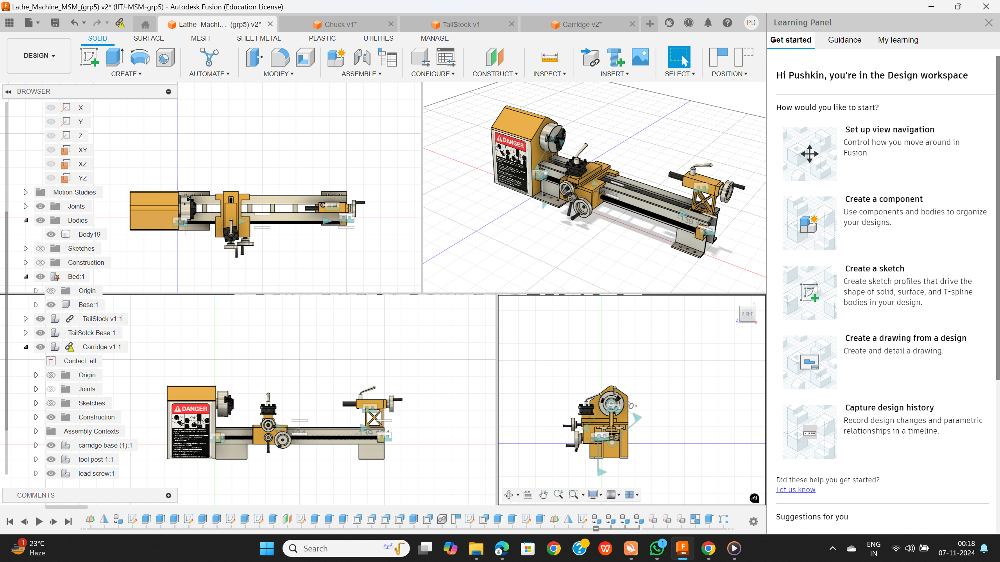 Lathe_Machine_MSM_(grp5) v2* (IITJ-MSM-grp5) - Autodesk Fusion (Education License)
Lathe_Machi..._(grp5) v2*
Chuck v1*
TailStock v1
Carridge v2*
PD
Learning Panel
SOLID
SURFACE
MESH
SHEET METAL
PLASTIC
UTILITIES
MANAGE
Get started
Guidance
My learning
DESIGN
CREATE
AUTOMATE
MODIFY
ASSEMBLE
CONFIGURE
CONSTRUCT
INSPECT
INSERT
SELECT
POSITION
Hi Pushkin, you're in the Design workspace
How would you like to start?
Set up view navigation
Control how you move around in
Fusion.
Create a component
Use components and bodies to organize
your designs.
Create a sketch
Create sketch profiles that drive the
shape of solid, surface, and T-spline
bodies in your design.
Create a drawing from a design
Create and detail a drawing.
Capture design history
Record design changes and parametric
relationships in a timeline.
Did these help you get started?
Let us know
Suggestions for you
BROWSER
X
Y
Z
XY
XZ
YZ
Motion Studies
Joints
Bodies
Body19
Sketches
Construction
Bed:1
Origin
Base:1
TailStock v1:1
TailSotck Base:1
Carridge v1:1
Contact: all
Origin
Joints
Sketches
Construction
Assembly Contexts
carridge base (1):1
tool post 1:1
lead screw:1
COMMENTS
DANGER
DANGER
RIGHT
Y
Z
X
1
23°C
Haze
Search
1
F
FUS
ENG
IN
00:18
07-11-2024